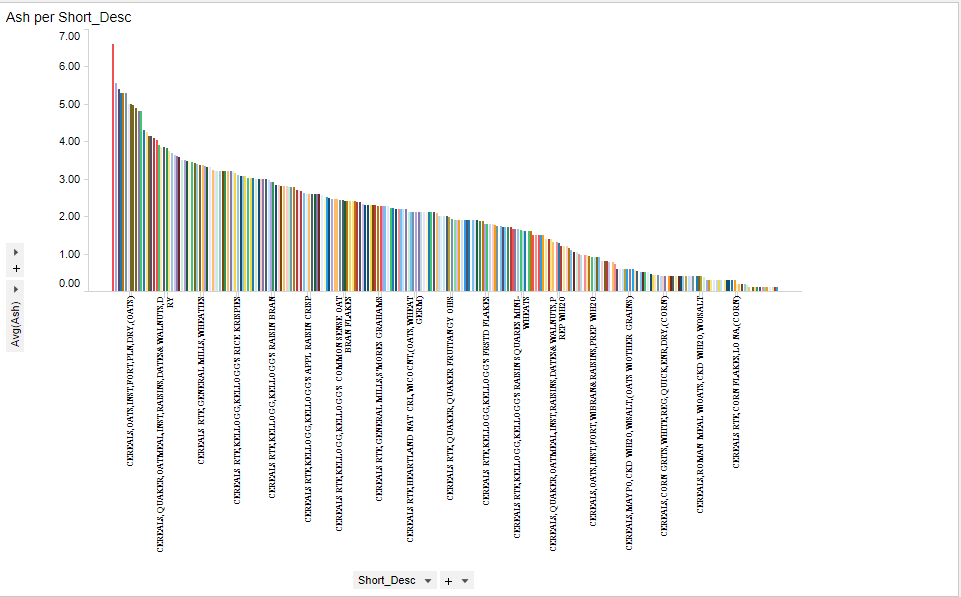 Ash per Short_Desc
7.00
6.00
5.00
4.00
3.00
2.00
1.00
0.00
+
Avg(Ash)
CEREALS,OATS,INST,FORT,PLN,DRY,(OATS)
CEREALS,QUAKER,OATMEAL,INST,RAISINS,DATES& WALNUTS,D
RY
CEREALS RTE,GENERAL MILLS,WHEATIES
CEREALS RTE,KELLOGG,KELLOGG'S RICE KRISPIES
CEREALS RTE,KELLOGG,KELLOGG'S RAISIN BRAN
CEREALS RTE,KELLOGG,KELLOGG'S APPL RAISIN CRISP
CEREALS RTE,KELLOGG,KELLOGG'S COMMON SENSE OAT
BRAN FLAKES
CEREALS RTE,GENERAL MILLS,S'MORES GRAHAMS
CEREALS RTE,HEARTLAND NAT CRL,W/COCNT,(OATS,WHEAT
GERM)
CEREALS RTE,QUAKER,QUAKER FRUITANGY OHS.
CEREALS RTE,KELLOGG,KELLOGG'S FRSTD FLAKES
CEREALS RTE,KELLOGG,KELLOGG'S RAISIN SQUARES MINI-
WHEATS
CEREALS,QUAKER,OATMEAL,INST,RAISINS,DATES& WALNUTS,P
REP W/H2O
CEREALS,OATS,INST,FORT,W/BRAN& RAISINS,PREP W/H2O
CEREALS,MAYPO,CKD W/H2O,W/SALT,(OATS W/OTHER GRAINS)
CEREALS,CORN GRITS,WHITE,REG,QUICK,ENR,DRY,(CORN)
CEREALS,ROMAN MEAL W/OATS,CKD W/H2O,WO/SALT
CEREALS RTE,CORN FLAKES,LO NA,(CORN)
Short_Desc
+